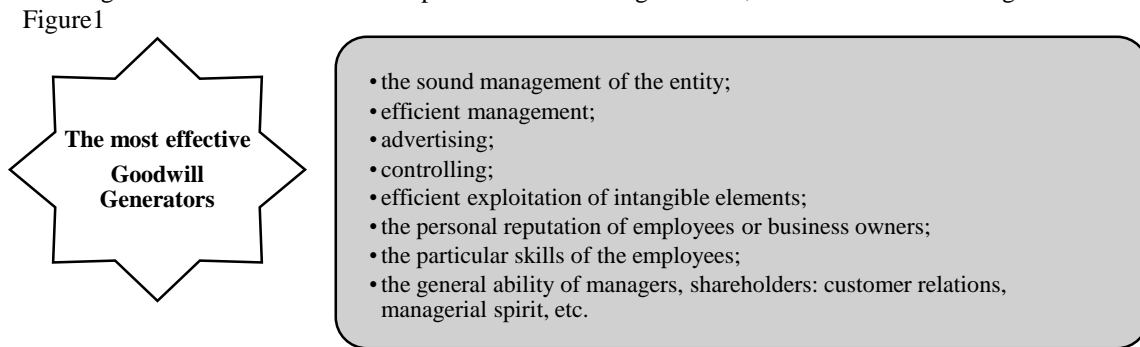 Figure1
The most effective
Goodwill
Generators
• the sound management of the entity;
• efficient management;
• advertising;
• controlling;
• efficient exploitation of intangible elements;
• the personal reputation of employees or business owners;
• the particular skills of the employees;
• the general ability of managers, shareholders: customer relations,
managerial spirit, etc.